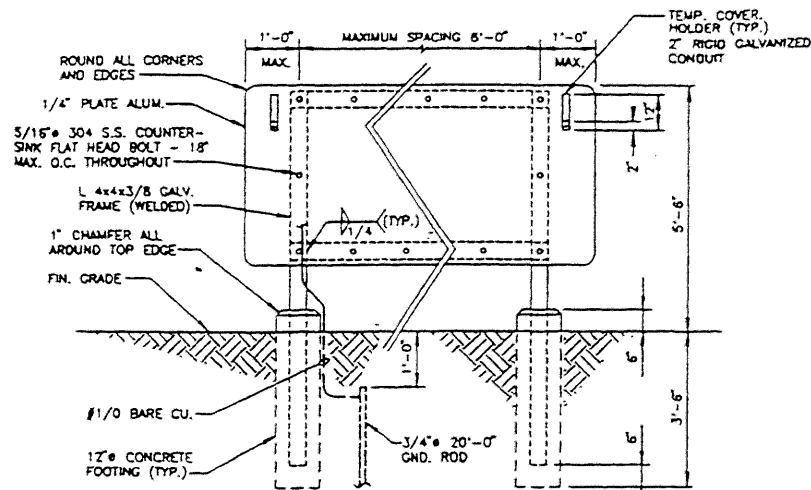 1'-0"
MAXIMUM SPACING 6'-0"
1'-0"
MAX.
MAX.
TEMP. COVER.
HOLDER (TYP.)
2" RIGID GALVANIZED
CONDUIT
ROUND ALL CORNERS
AND EDGES
1/4" PLATE ALUM.
5/16"ø 304 S.S. COUNTER-
SINK FLAT HEAD BOLT - 18"
MAX. O.C. THROUGHOUT
L 4x4x3/8 GALV.
FRAME (WELDED)
1/4
(TYP.)
1" CHAMFER ALL
AROUND TOP EDGE
FIN. GRADE
#1/0 BARE CU.
12"ø CONCRETE
FOOTING (TYP.)
3/4"ø 20'-0"
GND. ROD
1'-0"
12"
2"
5'-6"
6"
3'-6"
6"